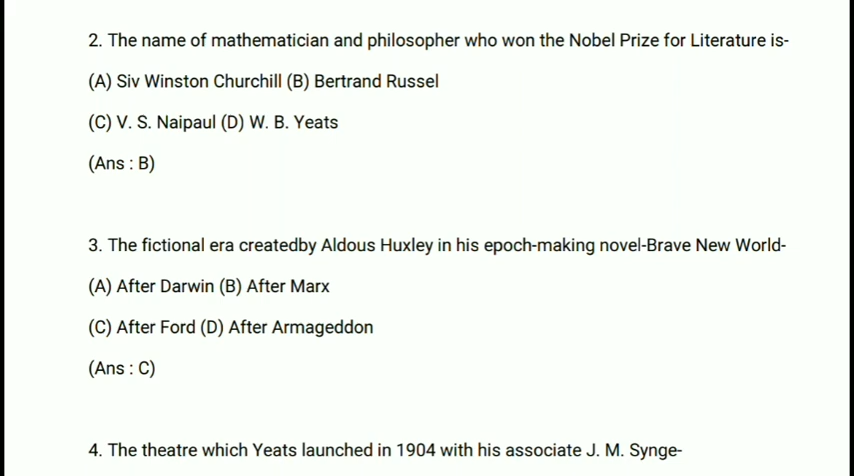 2. The name of mathematician and philosopher who won the Nobel Prize for Literature is-
(A) Siv Winston Churchill (B) Bertrand Russel
(C) V. S. Naipaul (D) W. B. Yeats
(Ans : B)
3. The fictional era createdby Aldous Huxley in his epoch-making novel-Brave New World-
(A) After Darwin (B) After Marx
(C) After Ford (D) After Armageddon
(Ans : C)
4. The theatre which Yeats launched in 1904 with his associate J. M. Synge-